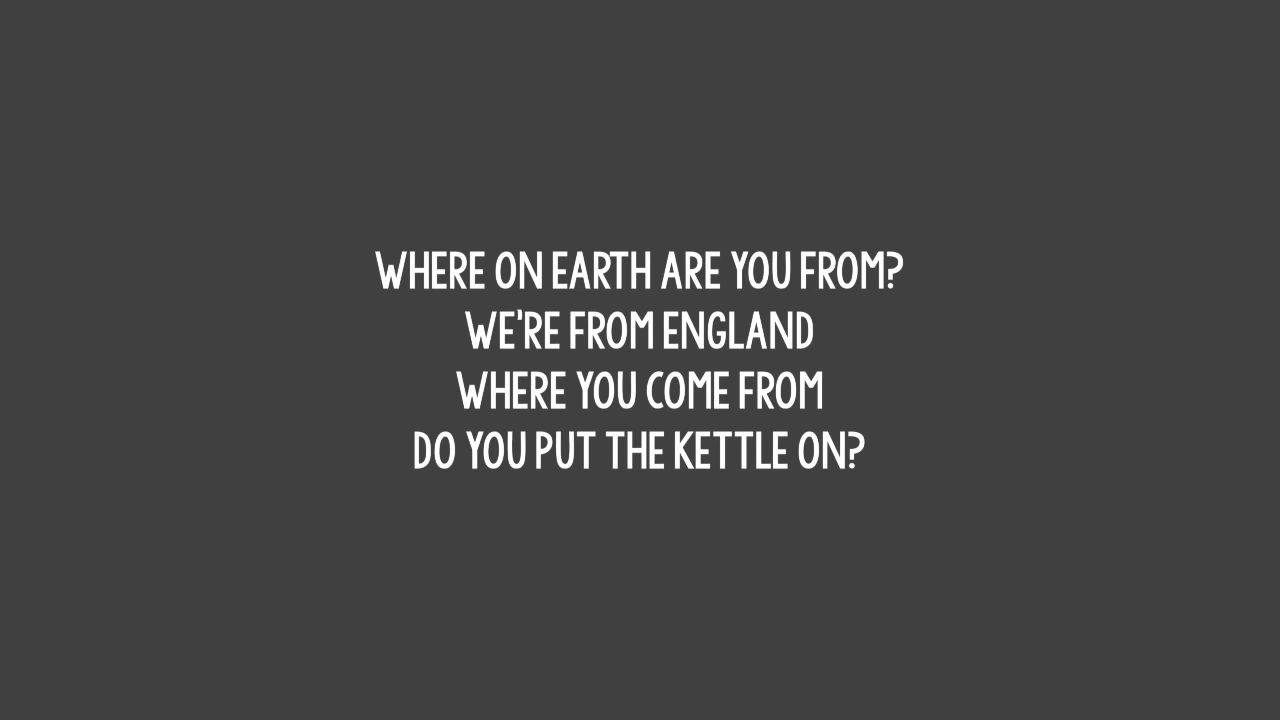 WHERE ON EARTH ARE YOU FROM?
WE'RE FROM ENGLAND
WHERE YOU COME FROM
DO YOU PUT THE KETTLE ON?